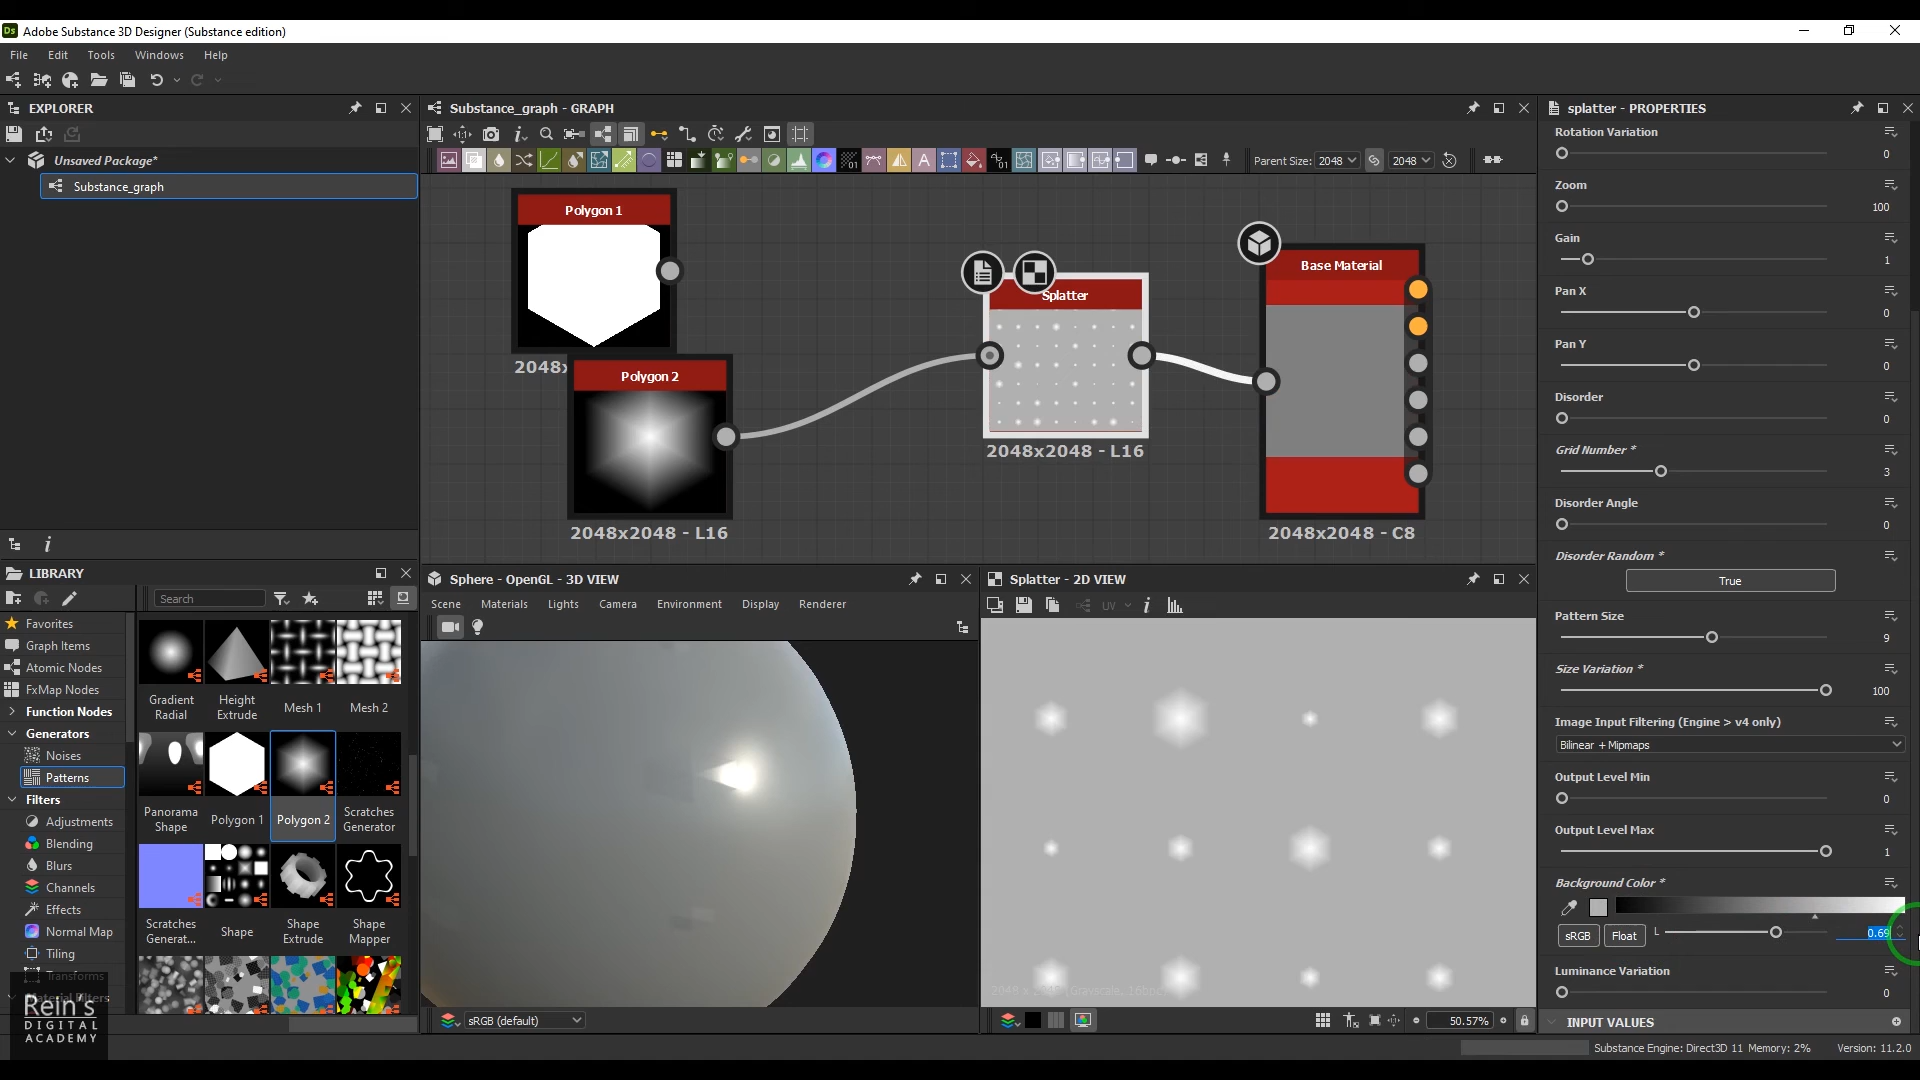 Adobe Substance 3D Designer (Substance edition)
File Edit Tools Windows Help
EXPLORER
Unsaved Package*
Substance_graph
LIBRARY
Search
Favorites
Graph Items
Atomic Nodes
FxMap Nodes
Function Nodes
Generators
Noises
Patterns
Filters
Adjustments
Blending
Blurs
Channels
Effects
Normal Map
Tiling
Transforms
Material Filters
Gradient Radial
Height Extrude
Mesh 1
Mesh 2
Panorama Shape
Polygon 1
Polygon 2
Scratches Generator
Scratches Generat...
Shape
Shape Extrude
Shape Mapper
Rein's
DIGITAL
ACADEMY
Substance_graph - GRAPH
Parent Size: 2048 2048
Polygon 1
2048x
Polygon 2
2048x2048 - L16
Splatter
2048x2048 - L16
Base Material
2048x2048 - C8
Sphere - OpenGL - 3D VIEW
Scene Materials Lights Camera Environment Display Renderer
sRGB (default)
Splatter - 2D VIEW
UV
50.57%
splatter - PROPERTIES
Rotation Variation
0
Zoom
100
Gain
1
Pan X
0
Pan Y
0
Disorder
0
Grid Number *
3
Disorder Angle
0
Disorder Random *
True
Pattern Size
9
Size Variation *
100
Image Input Filtering (Engine > v4 only)
Bilinear + Mipmaps
Output Level Min
0
Output Level Max
1
Background Color *
sRGB Float L 0.69
Luminance Variation
0
INPUT VALUES
Substance Engine: Direct3D 11 Memory: 2% Version: 11.2.0